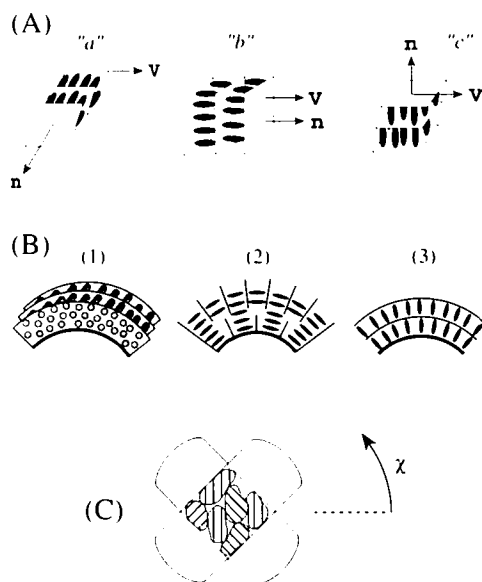 (A)
"a" "b" "c"
n
V V V
n
n
(B)
(1) (2) (3)
(C) χ